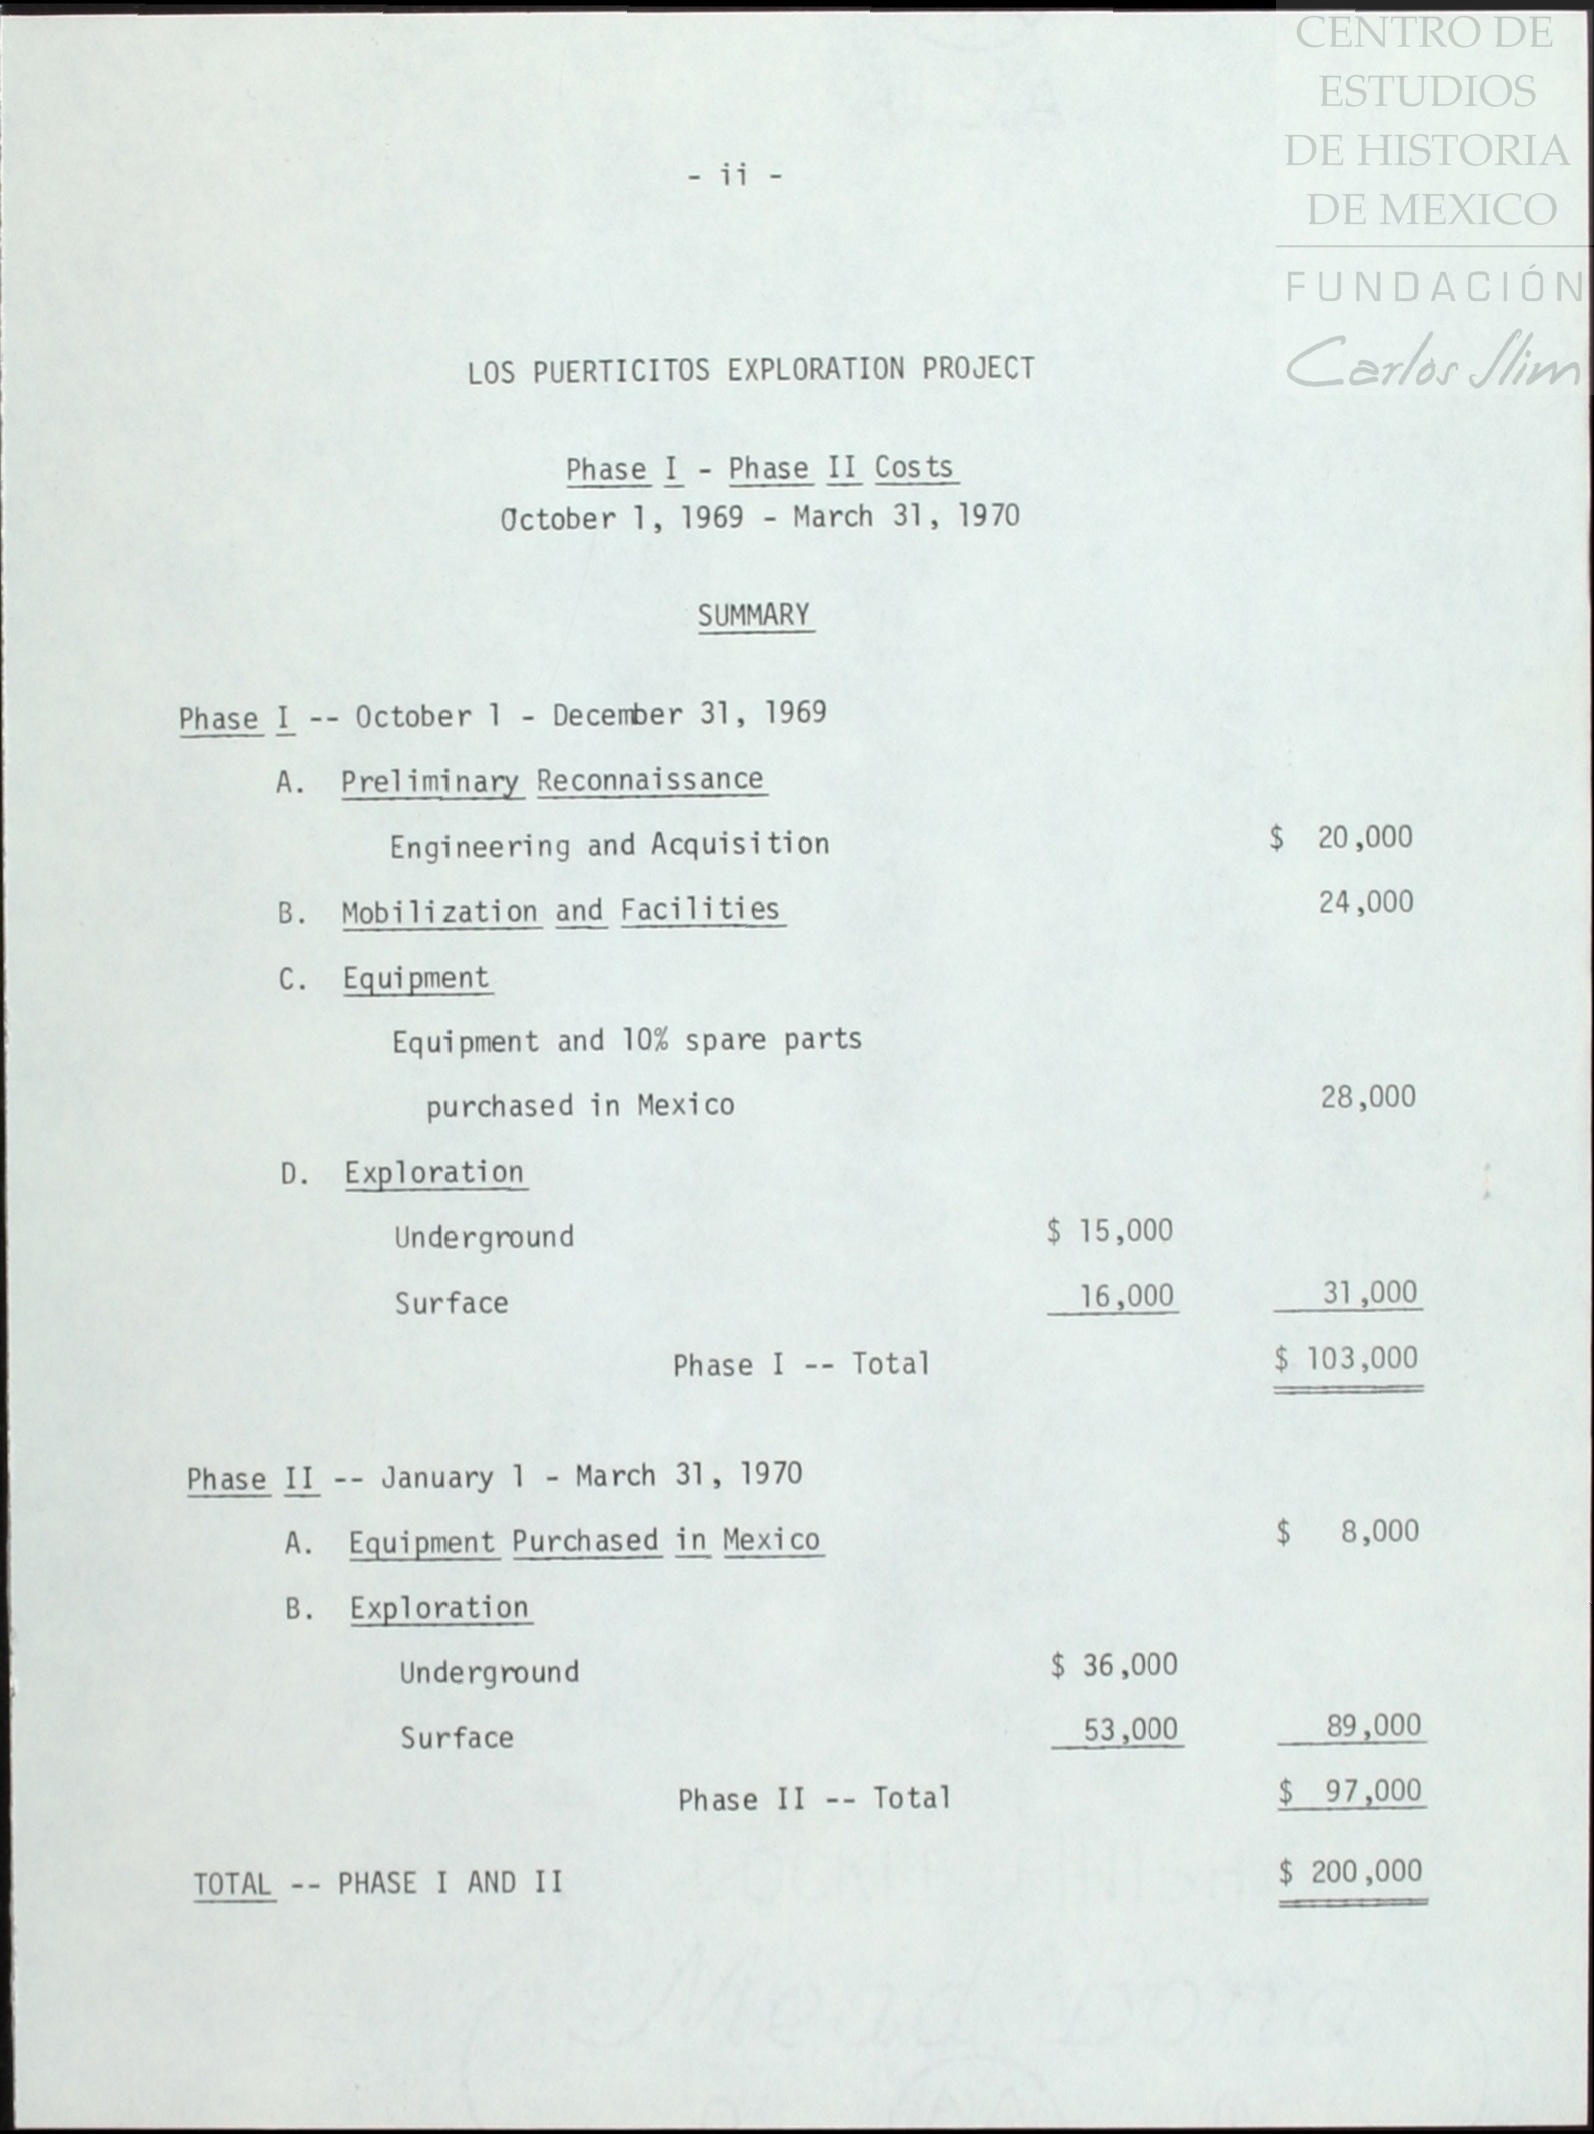 CENTRO DE
ESTUDIOS
DE HISTORIA
DE MEXICO
FUNDACIÓN
Carlos Slim
- ii -
LOS PUERTICITOS EXPLORATION PROJECT
Phase I - Phase II Costs
October 1, 1969 - March 31, 1970
SUMMARY
Phase I -- October 1 - December 31, 1969
A. Preliminary Reconnaissance
Engineering and Acquisition $ 20,000
B. Mobilization and Facilities 24,000
C. Equipment
Equipment and 10% spare parts
purchased in Mexico 28,000
D. Exploration
Underground $ 15,000
Surface 16,000 31,000
Phase I -- Total $ 103,000
Phase II -- January 1 - March 31, 1970
A. Equipment Purchased in Mexico $ 8,000
B. Exploration
Underground $ 36,000
Surface 53,000 89,000
Phase II -- Total $ 97,000
TOTAL -- PHASE I AND II $ 200,000